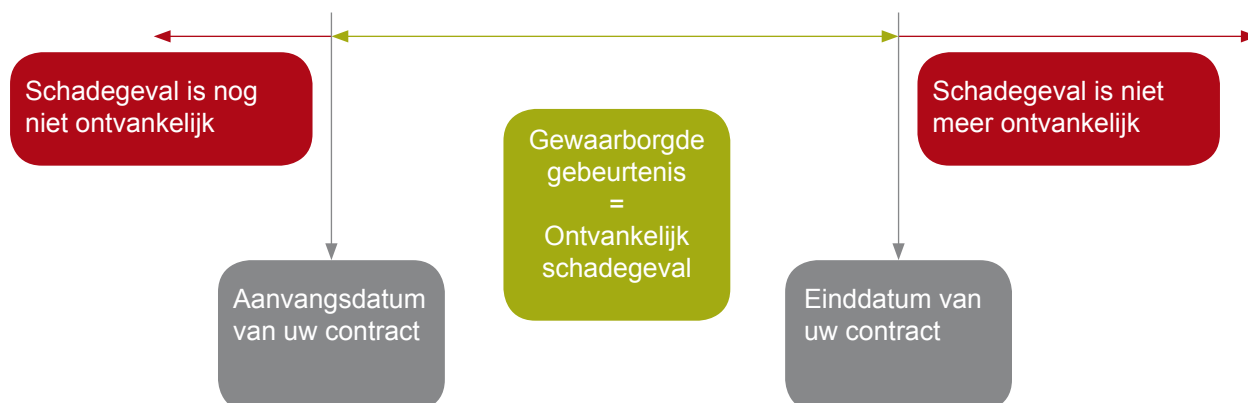 Schadegeval is nog
niet ontvankelijk
Gewaarborgde
gebeurtenis
=
Ontvankelijk
schadegeval
Schadegeval is niet
meer ontvankelijk
Aanvangsdatum
van uw contract
Einddatum van
uw contract